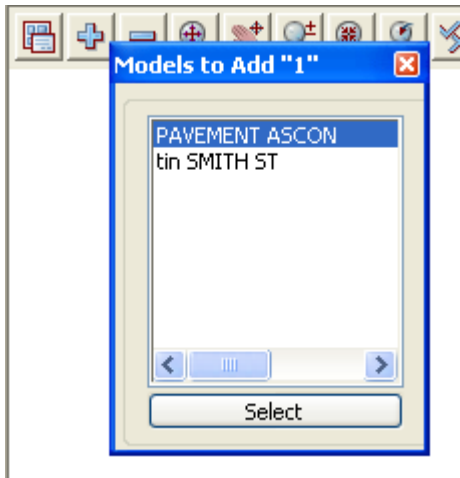 Models to Add "1"
PAVEMENT ASCON
tin SMITH ST
Select